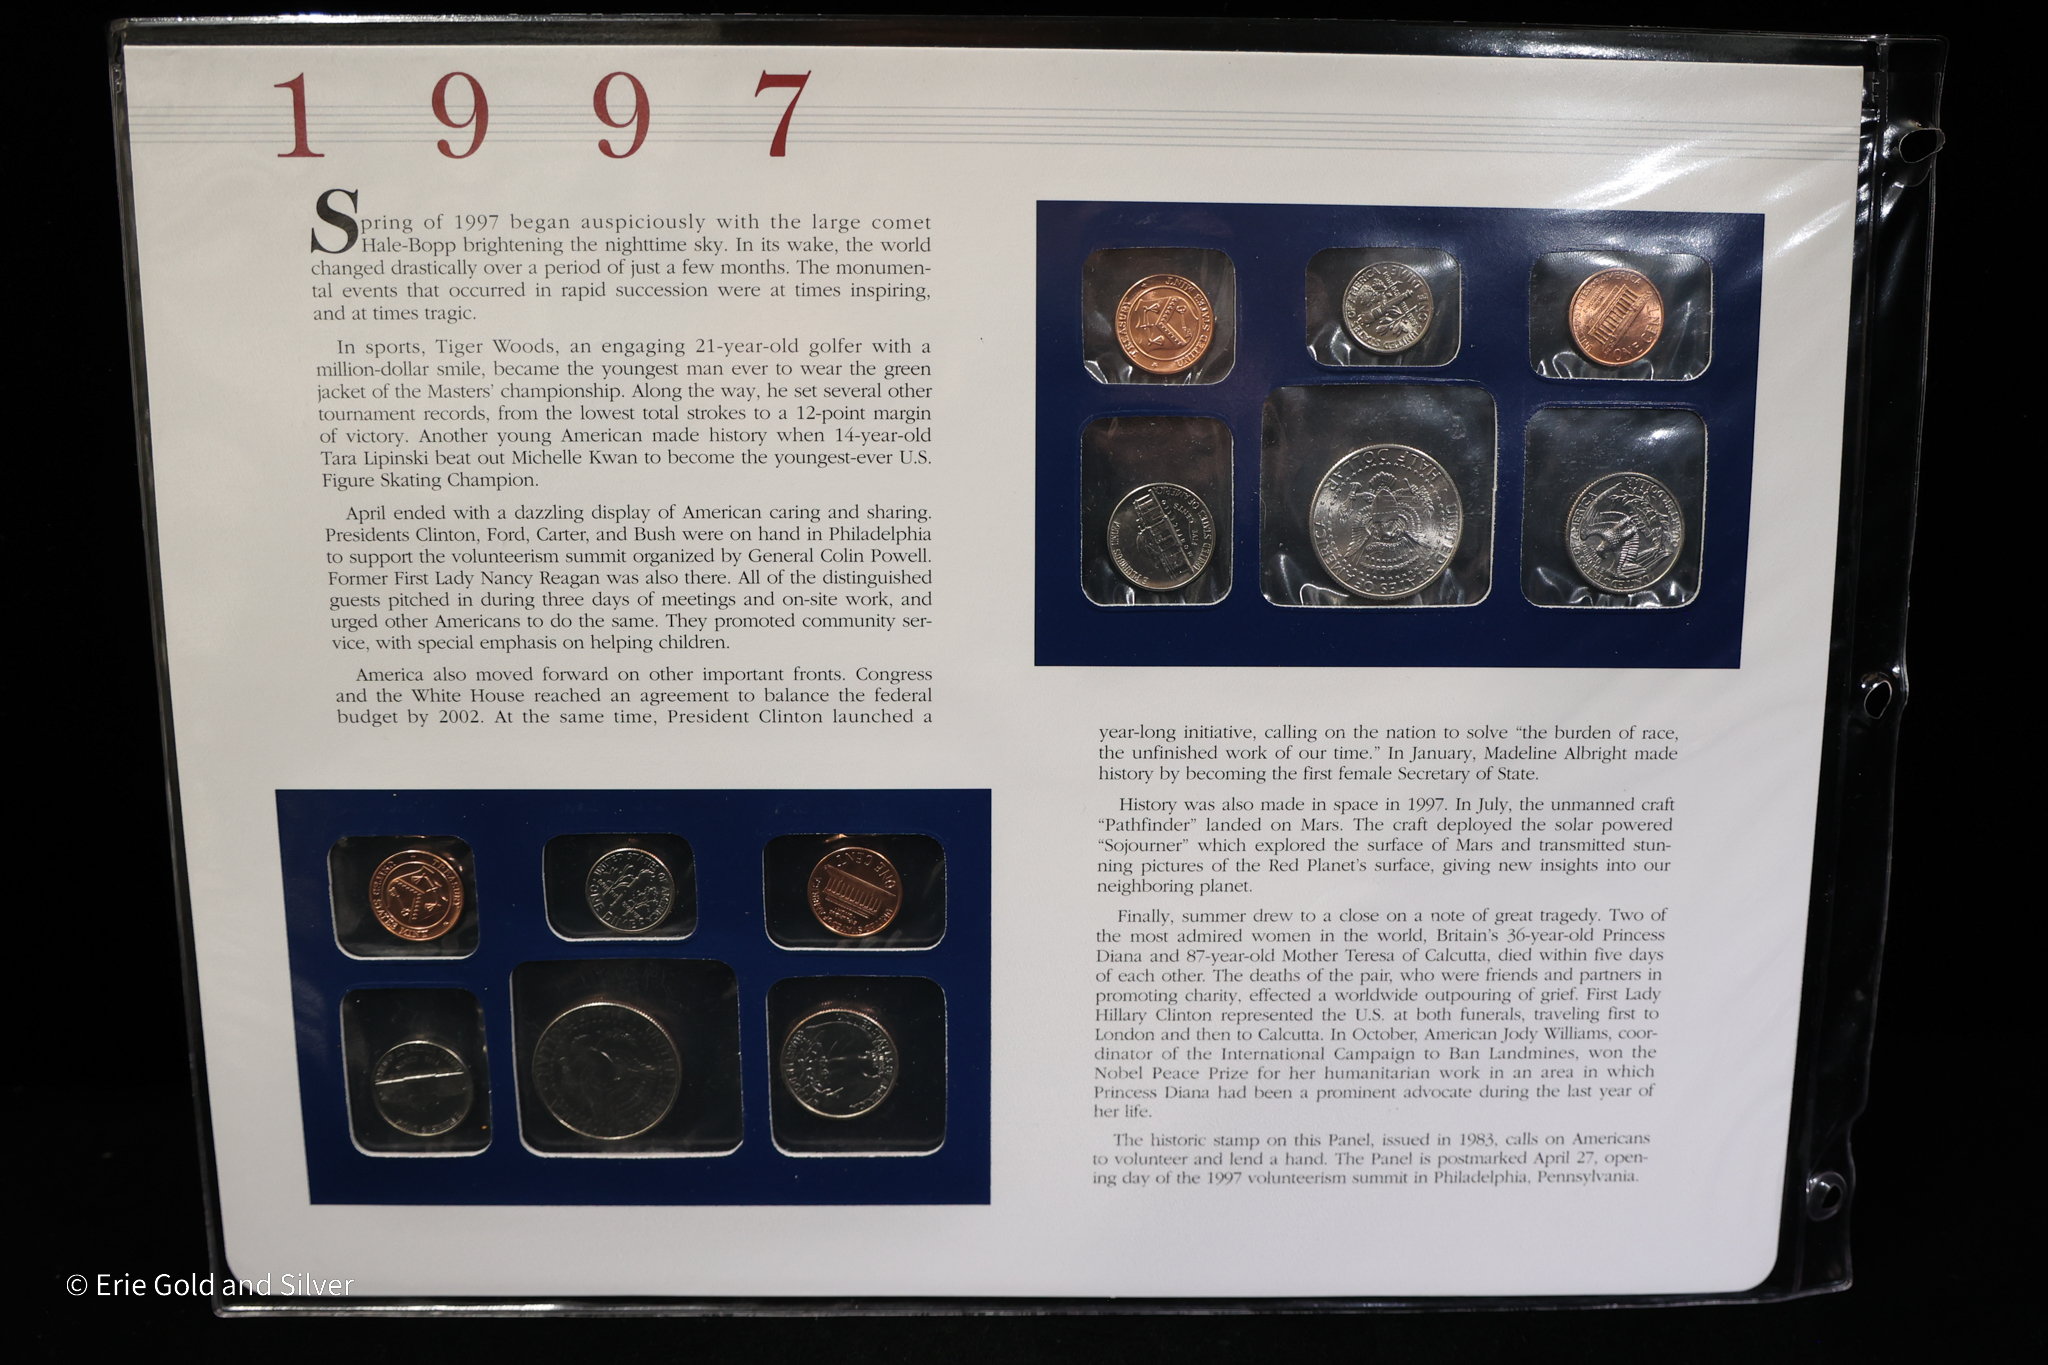 1 9 9 7
Spring of 1997 began auspiciously with the large comet
Hale-Bopp brightening the nighttime sky. In its wake, the world
changed drastically over a period of just a few months. The monumen-
tal events that occurred in rapid succession were at times inspiring,
and at times tragic.
In sports, Tiger Woods, an engaging 21-year-old golfer with a
million-dollar smile, became the youngest man ever to wear the green
jacket of the Masters' championship. Along the way, he set several other
tournament records, from the lowest total strokes to a 12-point margin
of victory. Another young American made history when 14-year-old
Tara Lipinski beat out Michelle Kwan to become the youngest-ever U.S.
Figure Skating Champion.
April ended with a dazzling display of American caring and sharing.
Presidents Clinton, Ford, Carter, and Bush were on hand in Philadelphia
to support the volunteerism summit organized by General Colin Powell.
Former First Lady Nancy Reagan was also there. All of the distinguished
guests pitched in during three days of meetings and on-site work, and
urged other Americans to do the same. They promoted community ser-
vice, with special emphasis on helping children.
America also moved forward on other important fronts. Congress
and the White House reached an agreement to balance the federal
budget by 2002. At the same time, President Clinton launched a
year-long initiative, calling on the nation to solve “the burden of race,
the unfinished work of our time.” In January, Madeline Albright made
history by becoming the first female Secretary of State.
History was also made in space in 1997. In July, the unmanned craft
“Pathfinder” landed on Mars. The craft deployed the solar powered
“Sojourner” which explored the surface of Mars and transmitted stun-
ning pictures of the Red Planet's surface, giving new insights into our
neighboring planet.
Finally, summer drew to a close on a note of great tragedy. Two of
the most admired women in the world, Britain's 36-year-old Princess
Diana and 87-year-old Mother Teresa of Calcutta, died within five days
of each other. The deaths of the pair, who were friends and partners in
promoting charity, effected a worldwide outpouring of grief. First Lady
Hillary Clinton represented the U.S. at both funerals, traveling first to
London and then to Calcutta. In October, American Jody Williams, coor-
dinator of the International Campaign to Ban Landmines, won the
Nobel Peace Prize for her humanitarian work in an area in which
Princess Diana had been a prominent advocate during the last year of
her life.
The historic stamp on this Panel, issued in 1983, calls on Americans
to volunteer and lend a hand. The Panel is postmarked April 27, open-
ing day of the 1997 volunteerism summit in Philadelphia, Pennsylvania.
TREASURY UNITED STATES MINT
ONE CENT
HALF DOLLAR
UNITED STATES OF AMERICA
ONE CENT
© Erie Gold and Silver